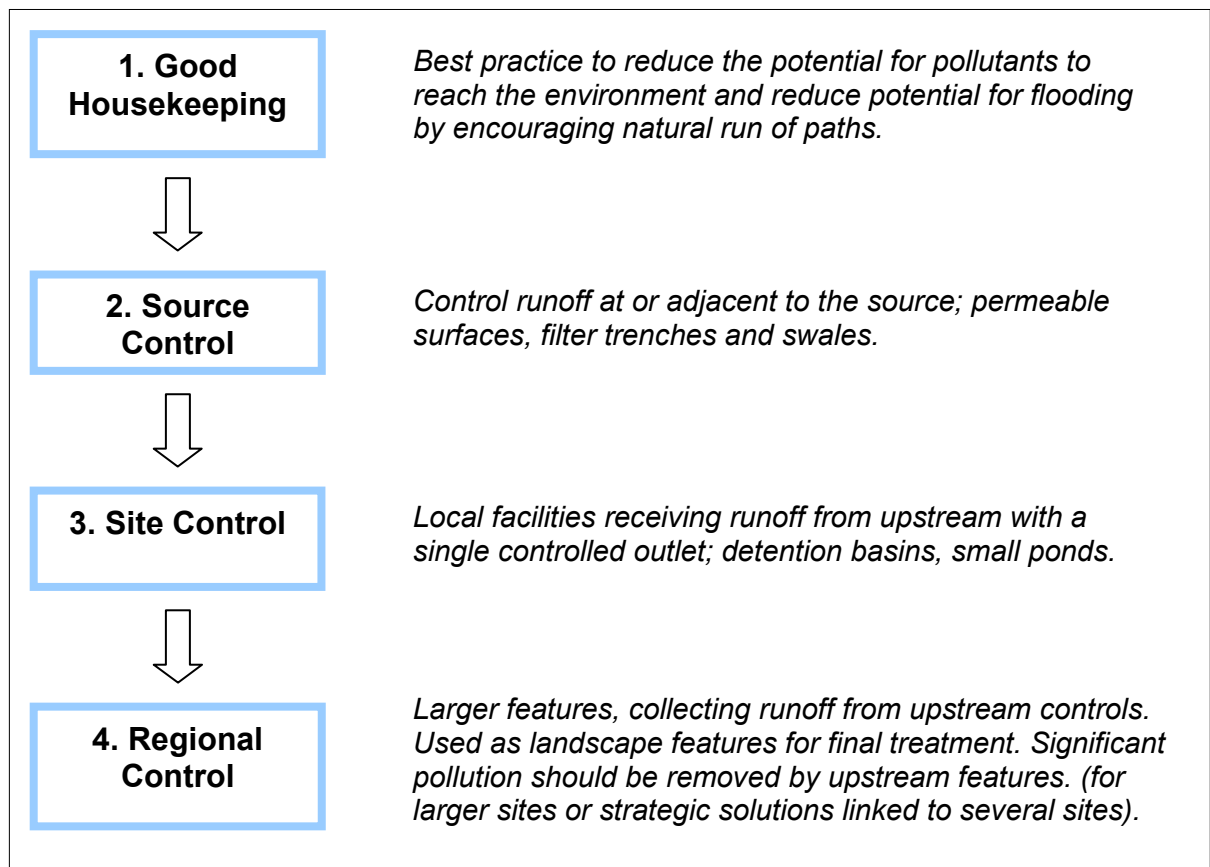 1. Good
Housekeeping
Best practice to reduce the potential for pollutants to
reach the environment and reduce potential for flooding
by encouraging natural run of paths.
2. Source
Control
Control runoff at or adjacent to the source; permeable
surfaces, filter trenches and swales.
3. Site Control
Local facilities receiving runoff from upstream with a
single controlled outlet; detention basins, small ponds.
4. Regional
Control
Larger features, collecting runoff from upstream controls.
Used as landscape features for final treatment. Significant
pollution should be removed by upstream features. (for
larger sites or strategic solutions linked to several sites).